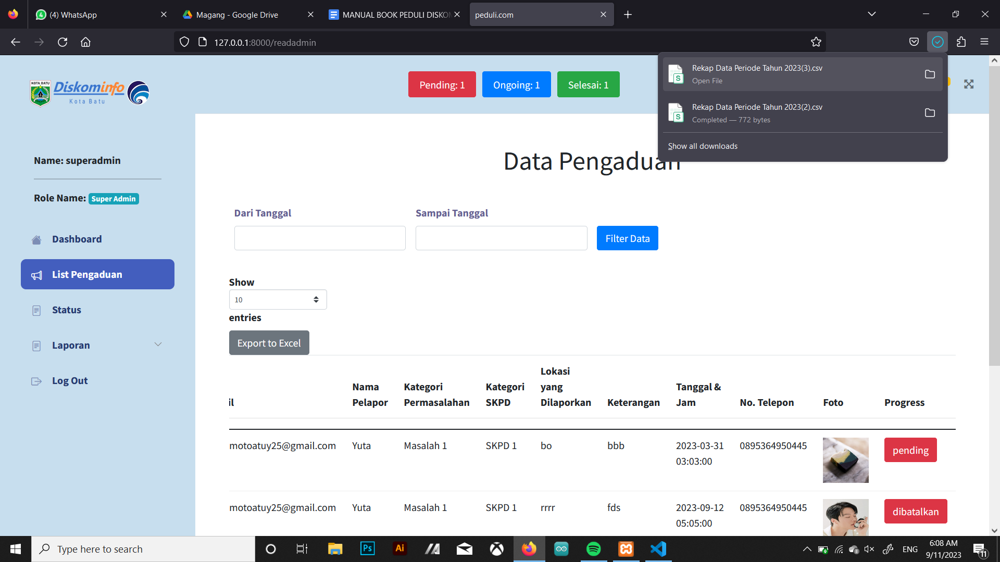 (4) WhatsApp
Magang - Google Drive
MANUAL BOOK PEDULI DISKOM
peduli.com
127.0.0.1:8000/readadmin
Rekap Data Periode Tahun 2023(3).csv
Open File
Rekap Data Periode Tahun 2023(2).csv
Completed — 772 bytes
Show all downloads
KOTA BATU
Diskominfo
Kota Batu
Pending: 1
Ongoing: 1
Selesai: 1
Name: superadmin
Role Name: Super Admin
Dashboard
List Pengaduan
Status
Laporan
Log Out
Data Pengaduan
Dari Tanggal
Sampai Tanggal
Filter Data
Show
10
entries
Export to Excel
il
Nama Pelapor
Kategori Permasalahan
Kategori SKPD
Lokasi yang Dilaporkan
Keterangan
Tanggal & Jam
No. Telepon
Foto
Progress
motoatuy25@gmail.com Yuta Masalah 1 SKPD 1 bo bbb 2023-03-31 03:03:00 0895364950445 pending
motoatuy25@gmail.com Yuta Masalah 1 SKPD 1 rrrr fds 2023-09-12 05:05:00 0895364950445 dibatalkan
Type here to search
Ps
Ai
ENG
6:08 AM
9/11/2023
11